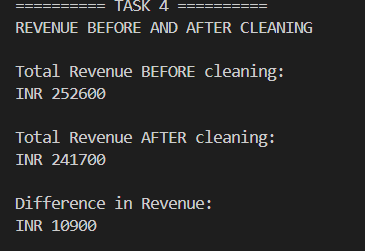 ========== TASK 4 ==========
REVENUE BEFORE AND AFTER CLEANING
Total Revenue BEFORE cleaning:
INR 252600
Total Revenue AFTER cleaning:
INR 241700
Difference in Revenue:
INR 10900